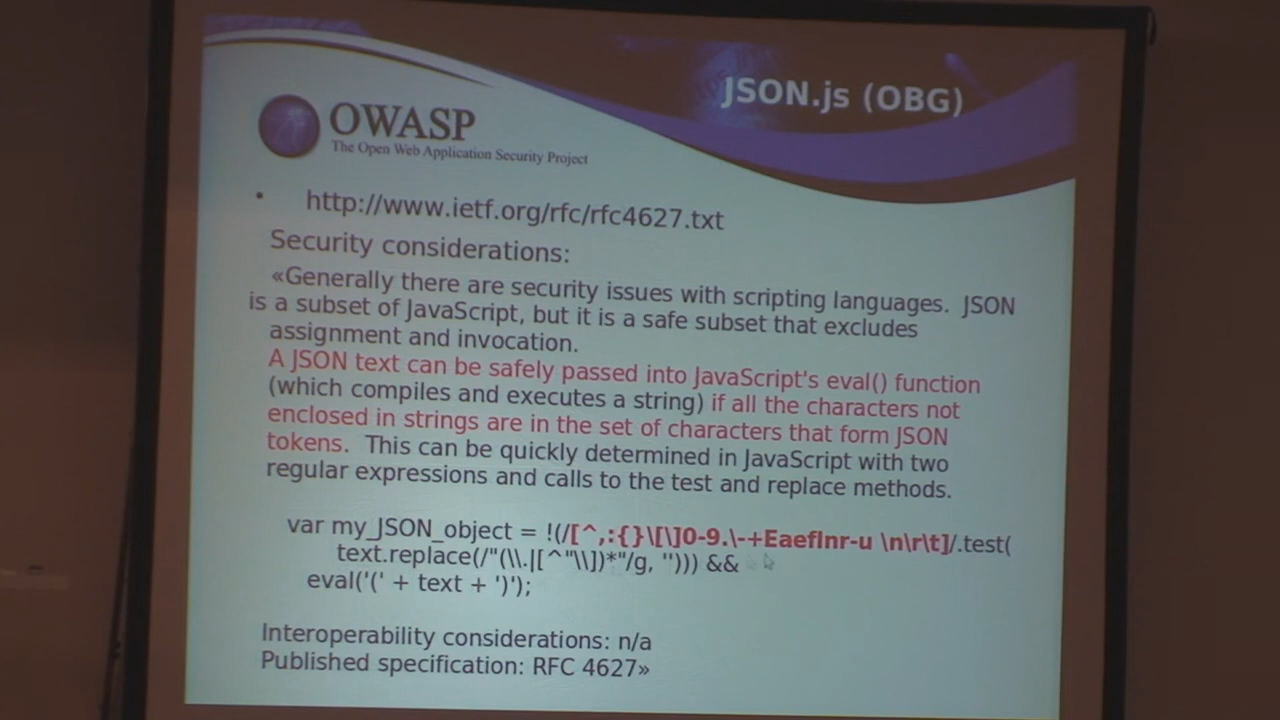 JSON.js (OBG)
OWASP
The Open Web Application Security Project
• http://www.ietf.org/rfc/rfc4627.txt
Security considerations:
«Generally there are security issues with scripting languages. JSON
is a subset of JavaScript, but it is a safe subset that excludes
assignment and invocation.
A JSON text can be safely passed into JavaScript's eval() function
(which compiles and executes a string) if all the characters not
enclosed in strings are in the set of characters that form JSON
tokens. This can be quickly determined in JavaScript with two
regular expressions and calls to the test and replace methods.
var my_JSON_object = !(/[^,:{}\[\]0-9.\-+Eaeflnr-u \n\r\t]/.test(
text.replace(/"(\\.|[^"\\])*"/g, ''))) &&
eval('(' + text + ')');
Interoperability considerations: n/a
Published specification: RFC 4627»